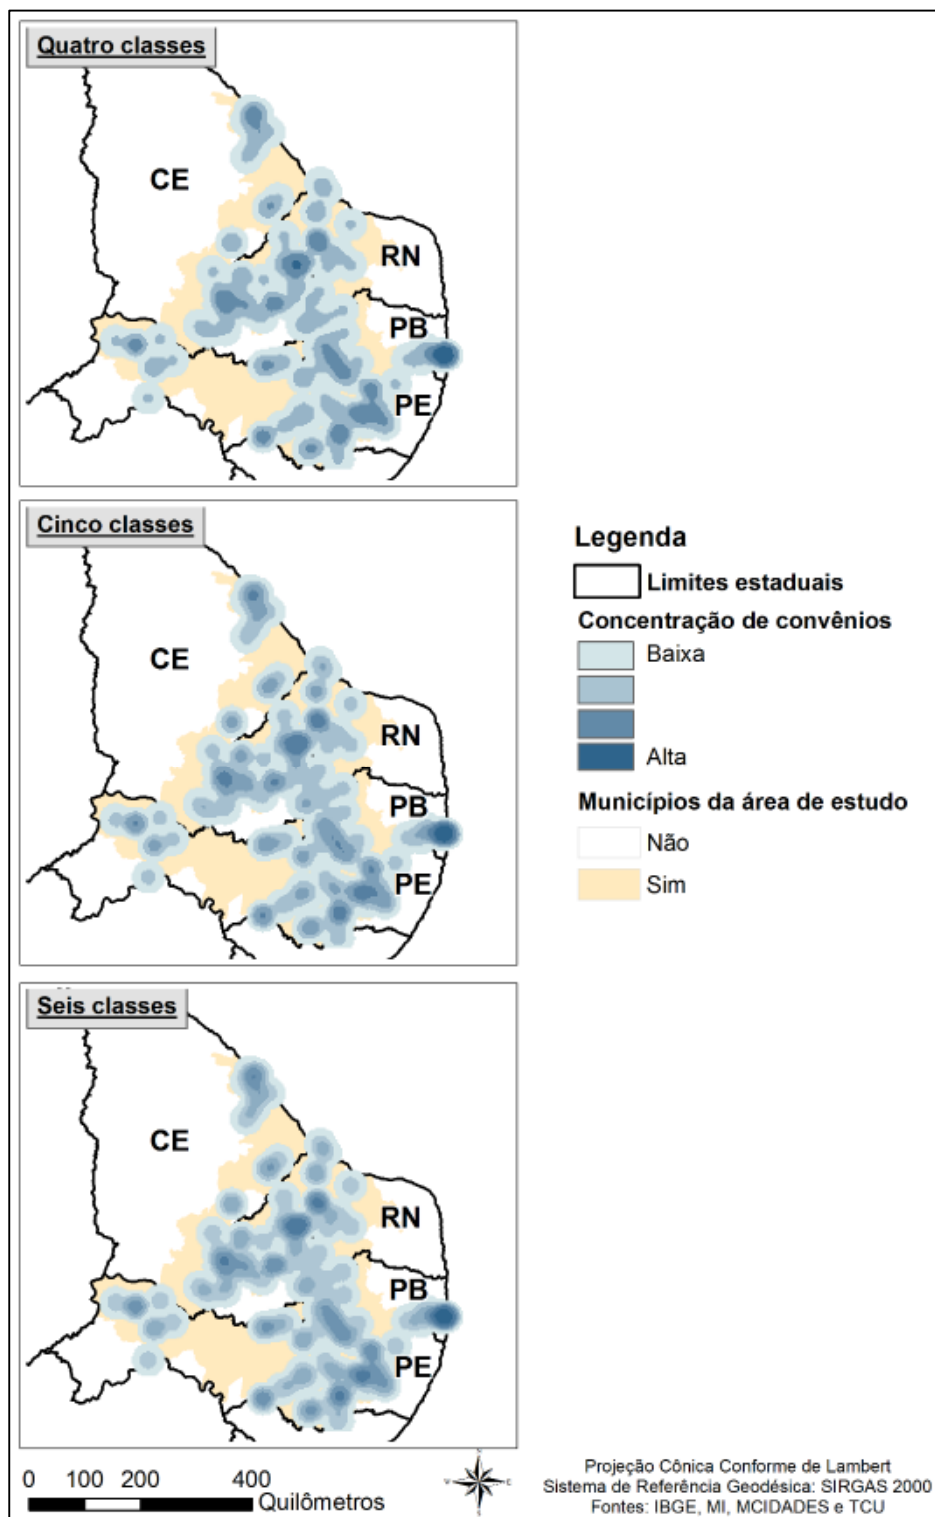 Quatro classes
CE
RN
PB
PE
Cinco classes
CE
RN
PB
PE
Legenda
Limites estaduais
Concentração de convênios
Baixa
Alta
Municípios da área de estudo
Não
Sim
Seis classes
CE
RN
PB
PE
0 100 200 400
Quilômetros
N
Projeção Cônica Conforme de Lambert
Sistema de Referência Geodésica: SIRGAS 2000
Fontes: IBGE, MI, MCIDADES e TCU